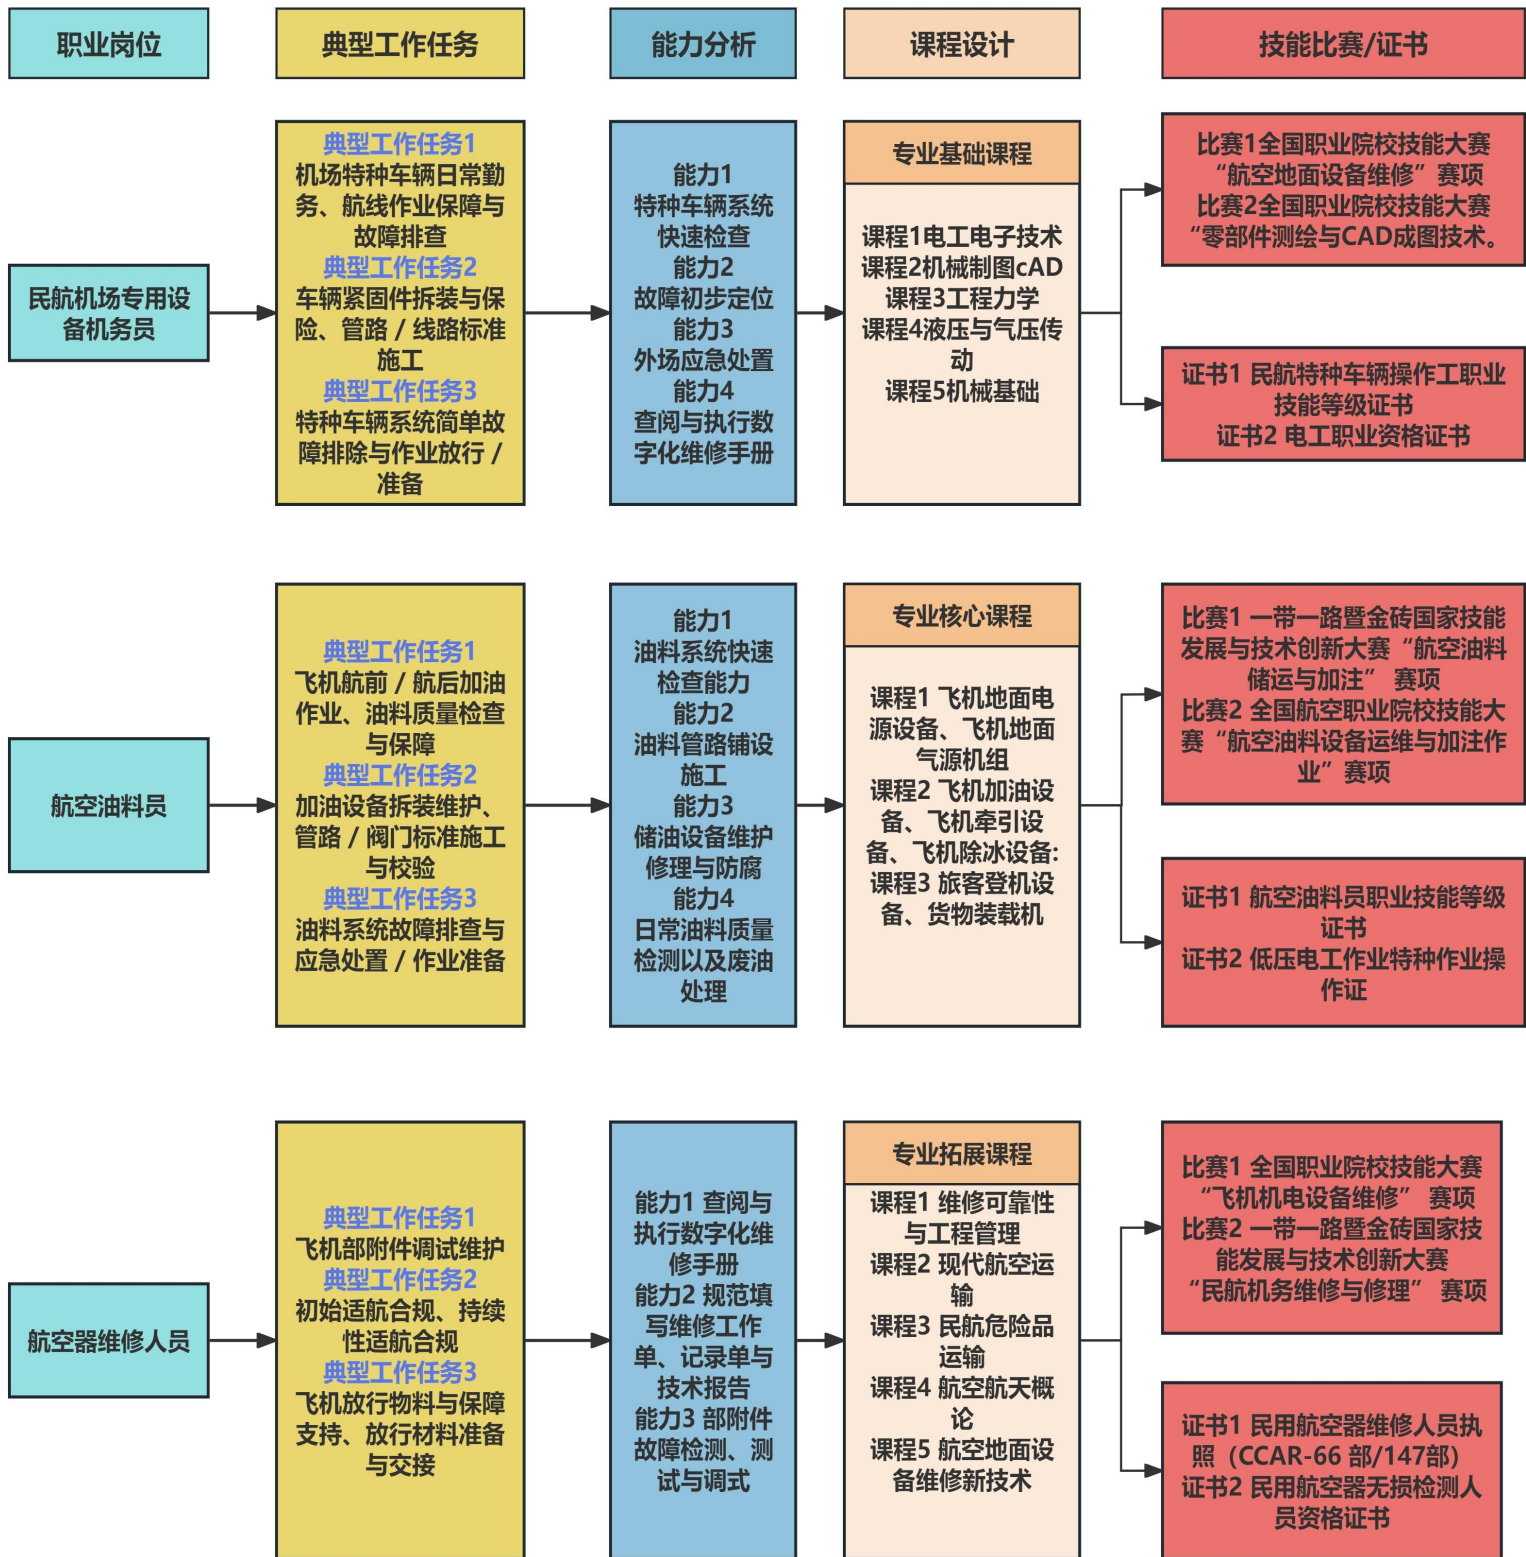 职业岗位
典型工作任务
能力分析
课程设计
技能比赛/证书
民航机场专用设
备机务员
典型工作任务1
机场特种车辆日常勤
务、航线作业保障与
故障排查
典型工作任务2
车辆紧固件拆装与保
险、管路 / 线路标准
施工
典型工作任务3
特种车辆系统简单故
障排除与作业放行 /
准备
能力1
特种车辆系统
快速检查
能力2
故障初步定位
能力3
外场应急处置
能力4
查阅与执行数
字化维修手册
专业基础课程
课程1电工电子技术
课程2机械制图cAD
课程3工程力学
课程4液压与气压传
动
课程5机械基础
比赛1全国职业院校技能大赛
“航空地面设备维修”赛项
比赛2全国职业院校技能大赛
“零部件测绘与CAD成图技术。
证书1 民航特种车辆操作工职业
技能等级证书
证书2 电工职业资格证书
航空油料员
典型工作任务1
飞机航前 / 航后加油
作业、油料质量检查
与保障
典型工作任务2
加油设备拆装维护、
管路 / 阀门标准施工
与校验
典型工作任务3
油料系统故障排查与
应急处置 / 作业准备
能力1
油料系统快速
检查能力
能力2
油料管路铺设
施工
能力3
储油设备维护
修理与防腐
能力4
日常油料质量
检测以及废油
处理
专业核心课程
课程1 飞机地面电
源设备、飞机地面
气源机组
课程2 飞机加油设
备、飞机牵引设
备、飞机除冰设备:
课程3 旅客登机设
备、货物装载机
比赛1 一带一路暨金砖国家技能
发展与技术创新大赛“航空油料
储运与加注” 赛项
比赛2 全国航空职业院校技能大
赛“航空油料设备运维与加注作
业”赛项
证书1 航空油料员职业技能等级
证书
证书2 低压电工作业特种作业操
作证
航空器维修人员
典型工作任务1
飞机部附件调试维护
典型工作任务2
初始适航合规、持续
性适航合规
典型工作任务3
飞机放行物料与保障
支持、放行材料准备
与交接
能力1 查阅与
执行数字化维
修手册
能力2 规范填
写维修工作
单、记录单与
技术报告
能力3 部附件
故障检测、测
试与调式
专业拓展课程
课程1 维修可靠性
与工程管理
课程2 现代航空运
输
课程3 民航危险品
运输
课程4 航空航天概
论
课程5 航空地面设
备维修新技术
比赛1 全国职业院校技能大赛
“飞机机电设备维修” 赛项
比赛2 一带一路暨金砖国家技
能发展与技术创新大赛
“民航机务维修与修理” 赛项
证书1 民用航空器维修人员执
照（CCAR-66 部/147部）
证书2 民用航空器无损检测人
员资格证书